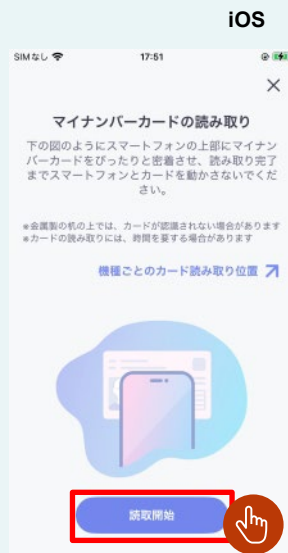 iOS
SIMなし 17:51
マイナンバーカードの読み取り
下の図のようにスマートフォンの上部にマイナン
バーカードをぴったりと密着させ、読み取り完了
までスマートフォンとカードを動かさないでくだ
さい。
※金属製の机の上では、カードが認識されない場合があります
※カードの読み取りには、時間を要する場合があります
機種ごとのカード読み取り位置
読取開始